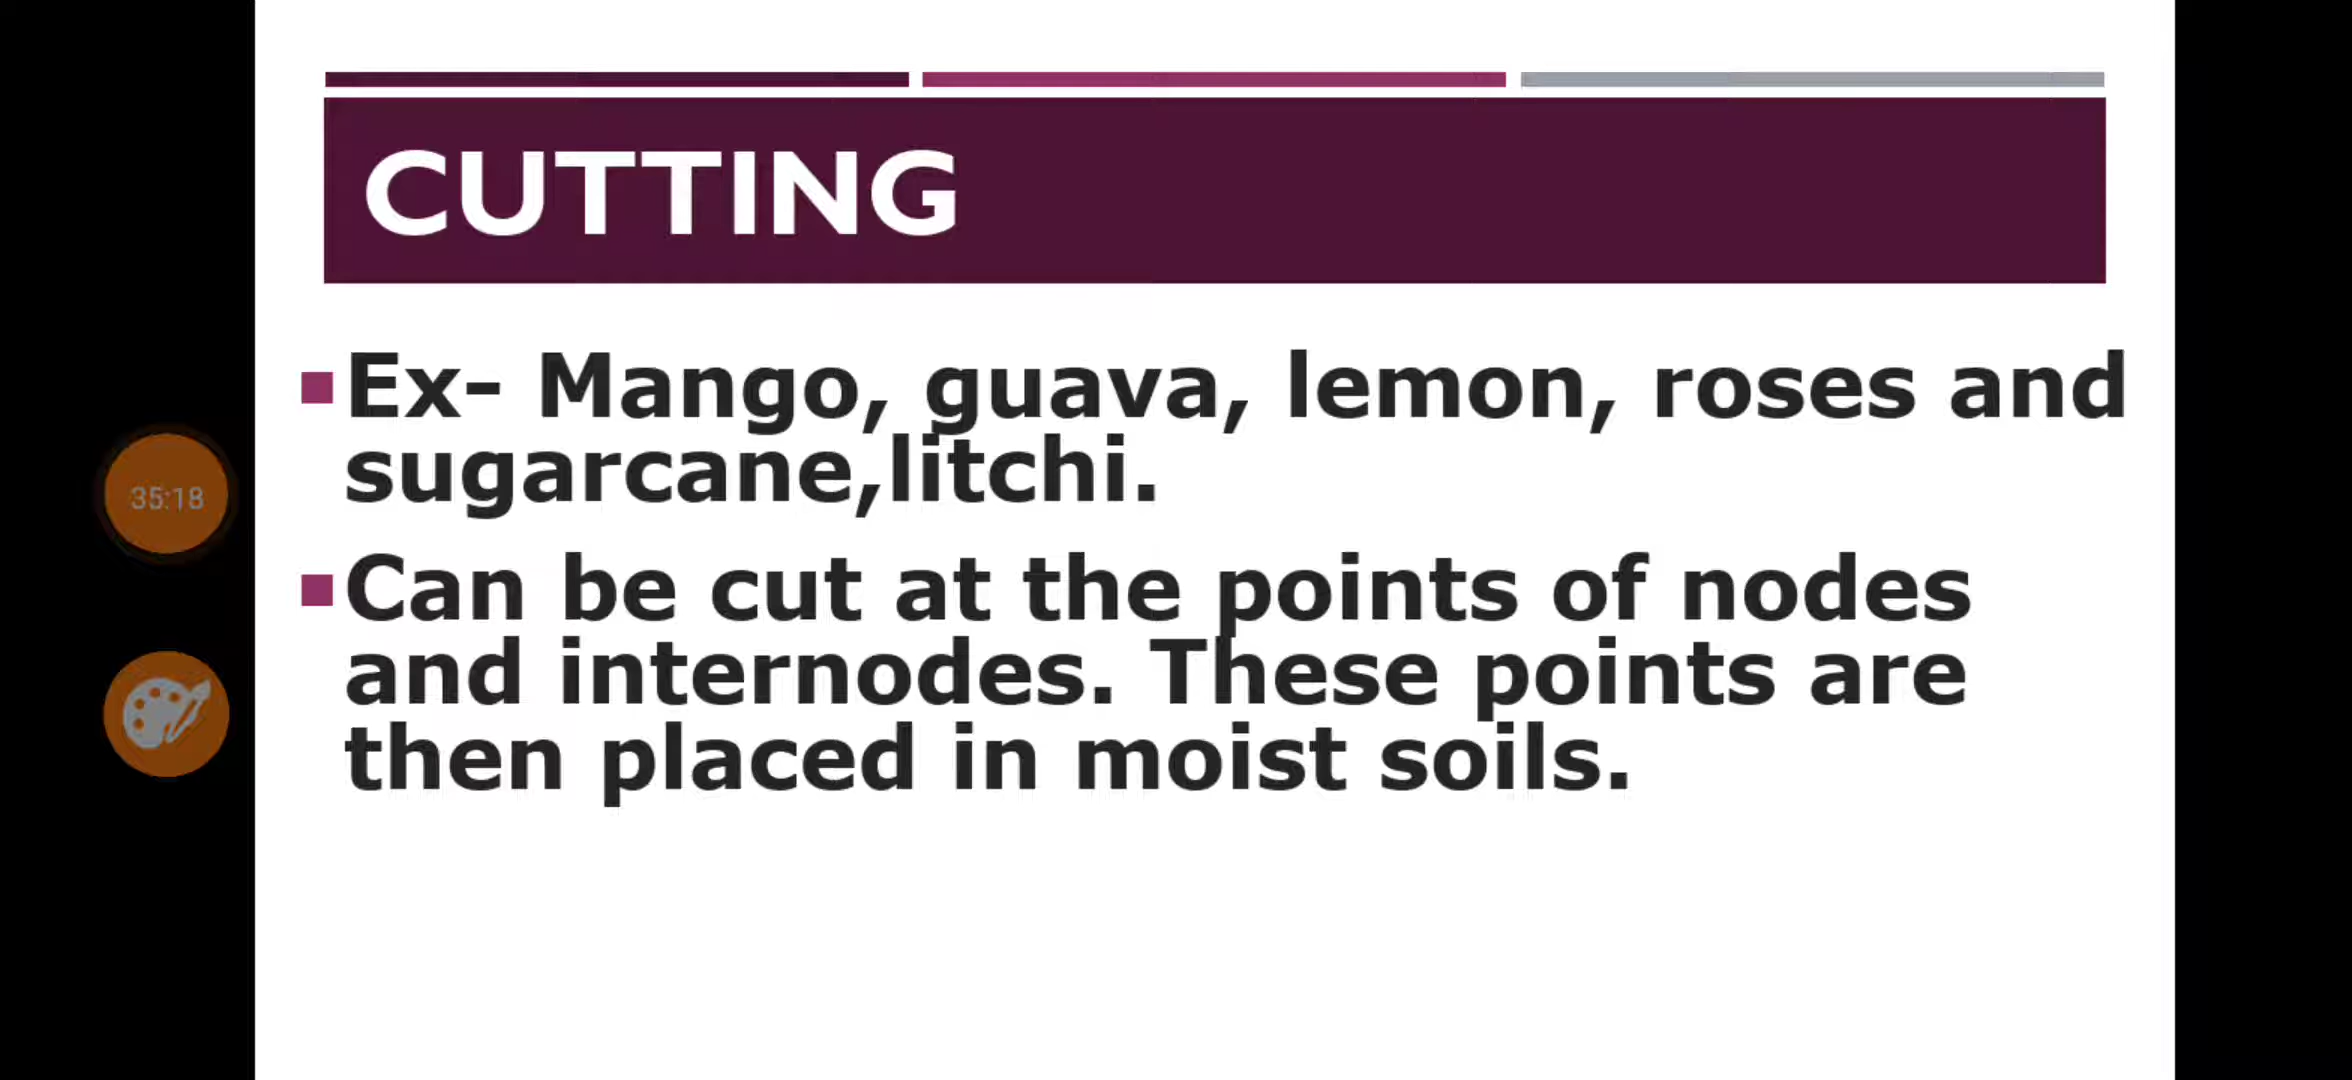 CUTTING
Ex- Mango, guava, lemon, roses and
sugarcane,litchi.
35:18
Can be cut at the points of nodes
and internodes. These points are
then placed in moist soils.